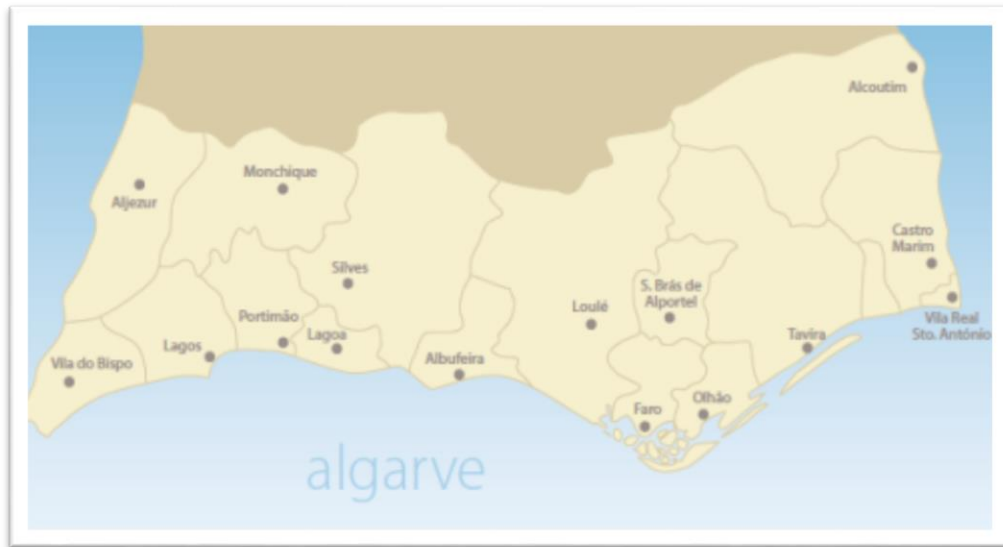 Alcoutim
Monchique
Aljezur
Castro
Marim
Silves
S. Brás de
Alportel
Loulé
Portimão
Vila Real
Sto. António
Lagos
Lagoa
Tavira
Vila do Bispo
Albufeira
Olhão
Faro
algarve